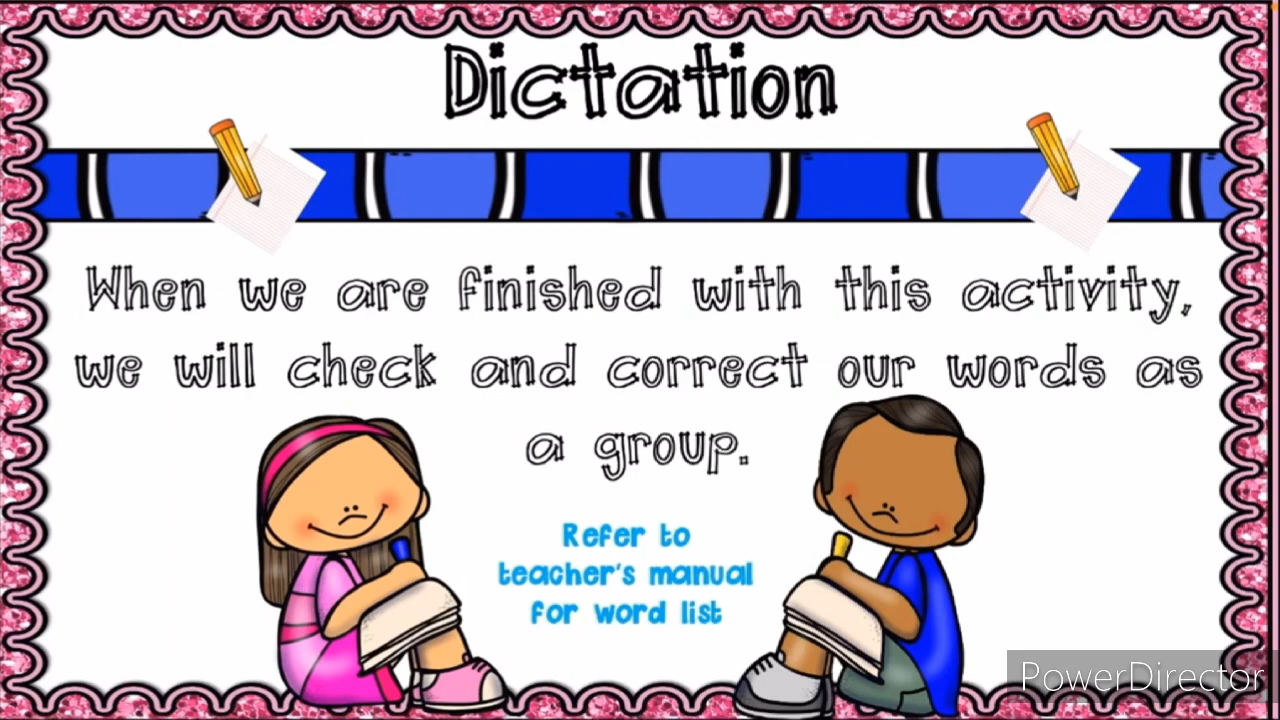 Dictation
When we are finished with this activity,
we will check and correct our words as
a group.
Refer to
teacher's manual
for word list
PowerDirector